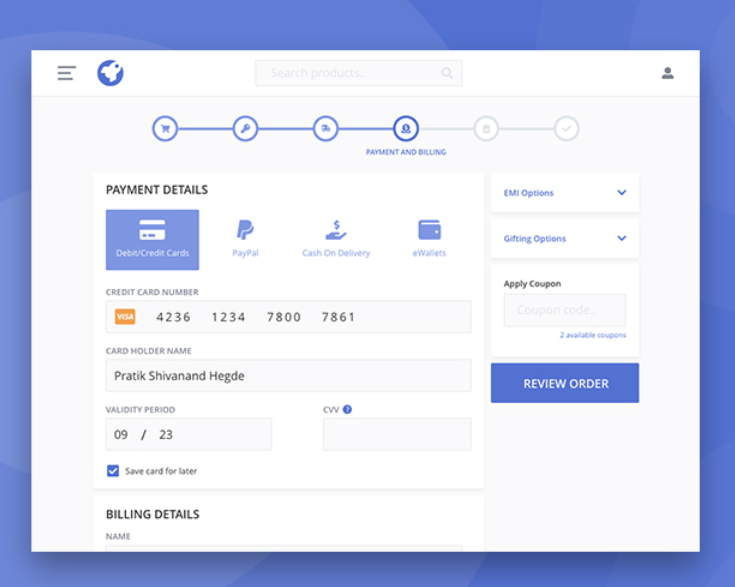 Search products..
PAYMENT AND BILLING
PAYMENT DETAILS
Debit/Credit Cards
PayPal
Cash On Delivery
eWallets
CREDIT CARD NUMBER
VISA 4236 1234 7800 7861
CARD HOLDER NAME
Pratik Shivanand Hegde
VALIDITY PERIOD
09 / 23
CVV ?
Save card for later
BILLING DETAILS
NAME
EMI Options
Gifting Options
Apply Coupon
Coupon code..
2 available coupons
REVIEW ORDER